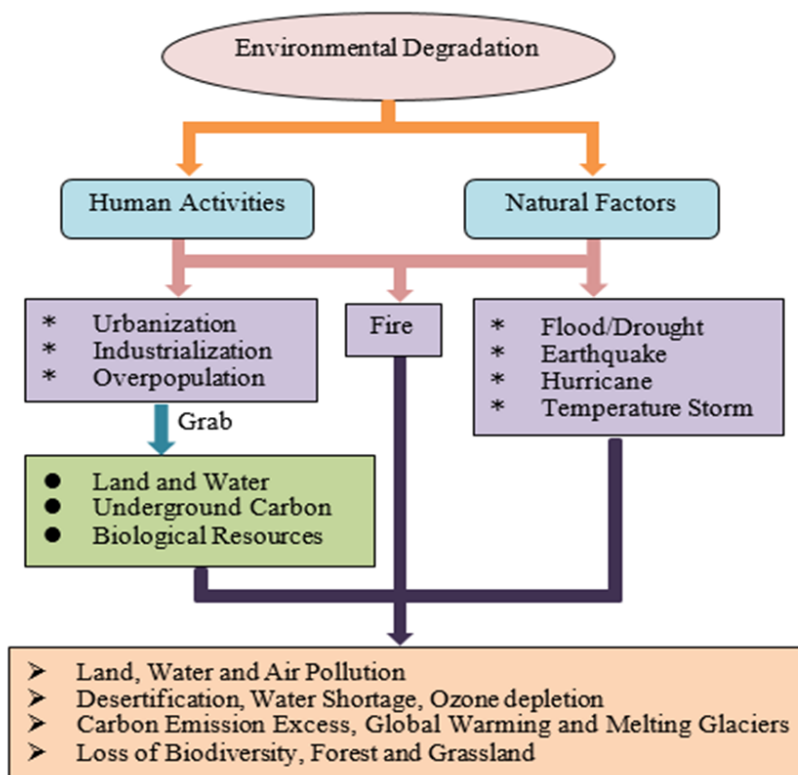 Environmental Degradation
Human Activities
Natural Factors
* Urbanization
* Industrialization
* Overpopulation
Fire
* Flood/Drought
* Earthquake
* Hurricane
* Temperature Storm
Grab
● Land and Water
● Underground Carbon
● Biological Resources
➢ Land, Water and Air Pollution
➢ Desertification, Water Shortage, Ozone depletion
➢ Carbon Emission Excess, Global Warming and Melting Glaciers
➢ Loss of Biodiversity, Forest and Grassland